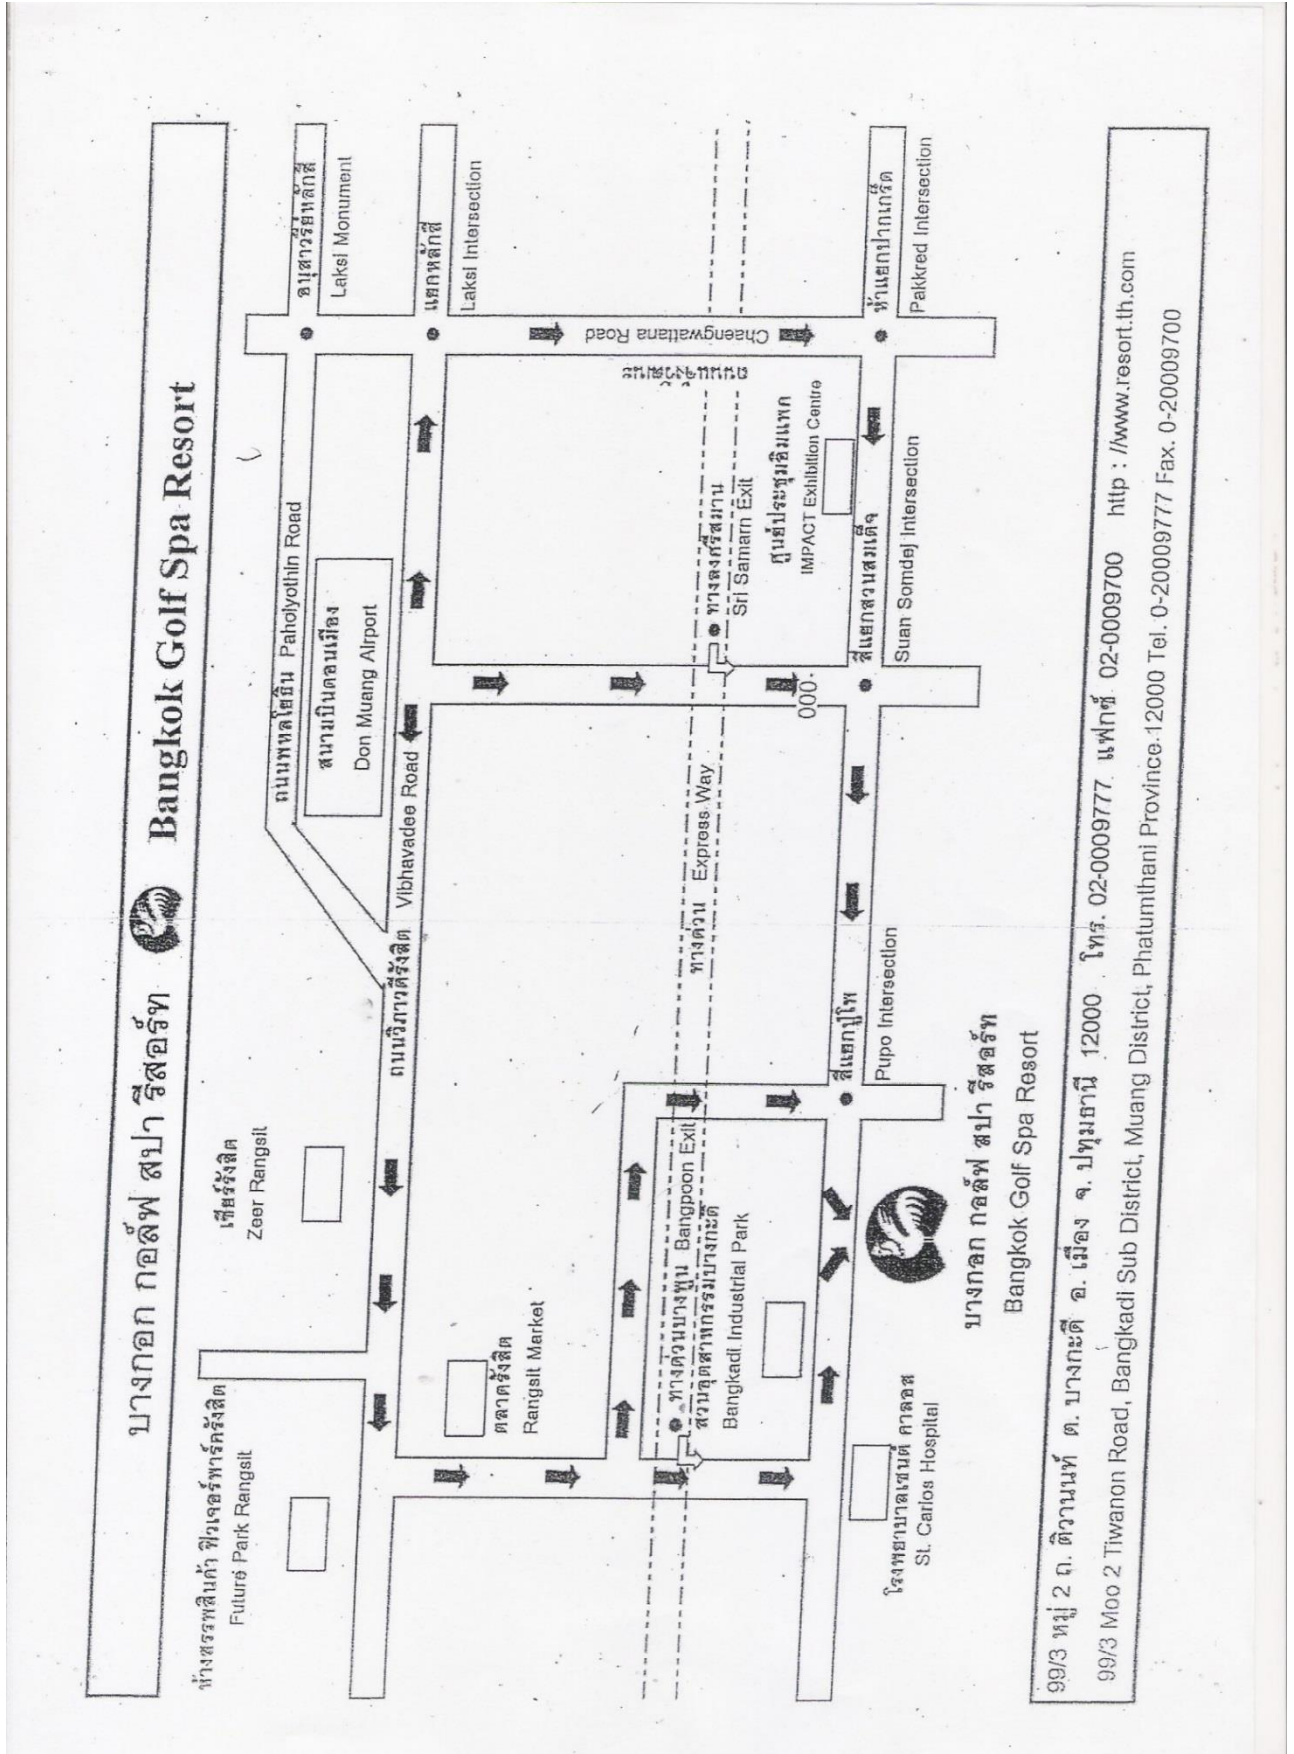 บางกอก กอล์ฟ สปา รีสอร์ท Bangkok Golf Spa Resort
อนุสาวรีย์หลักสี่
Laksi Monument
แยกหลักสี่
Laksi Intersection
ถนนพหลโยธิน Paholyothin Road
สนามบินดอนเมือง
Don Muang Airport
ถนนวิภาวดีรังสิต Vibhavadee Road
เซียร์รังสิต
Zeer Rangsit
ห้างสรรพสินค้า ฟิวเจอร์พาร์ครังสิต
Future Park Rangsit
ตลาดรังสิต
Rangsit Market
Chaengwattana Road
ถนนแจ้งวัฒนะ
ทางด่วน Express Way
ทางลงศรีสมาน
Sri Samarn Exit
ศูนย์ประชุมอิมแพก
IMPACT Exhibition Centre
000.
ทางด่วนบางพูน Bangpoon Exit
สวนอุตสาหกรรมบางกะดี
Bangkadi Industrial Park
ห้าแยกปากเกร็ด
Pakkred Intersection
สี่แยกสวนสมเด็จ
Suan Somdej Intersection
สี่แยกปู่โพ
Pupo Intersection
โรงพยาบาลเซนต์ คาลอส
St. Carlos Hospital
บางกอก กอล์ฟ สปา รีสอร์ท
Bangkok Golf Spa Resort
99/3 หมู่ 2 ถ. ติวานนท์ ต. บางกะดี อ. เมือง จ. ปทุมธานี 12000 โทร. 02-0009777 แฟกซ์ 02-0009700 http : //www.resort.th.com
99/3 Moo 2 Tiwanon Road, Bangkadi Sub District, Muang District, Phatumthani Province.12000 Tel. 0-20009777 Fax. 0-20009700